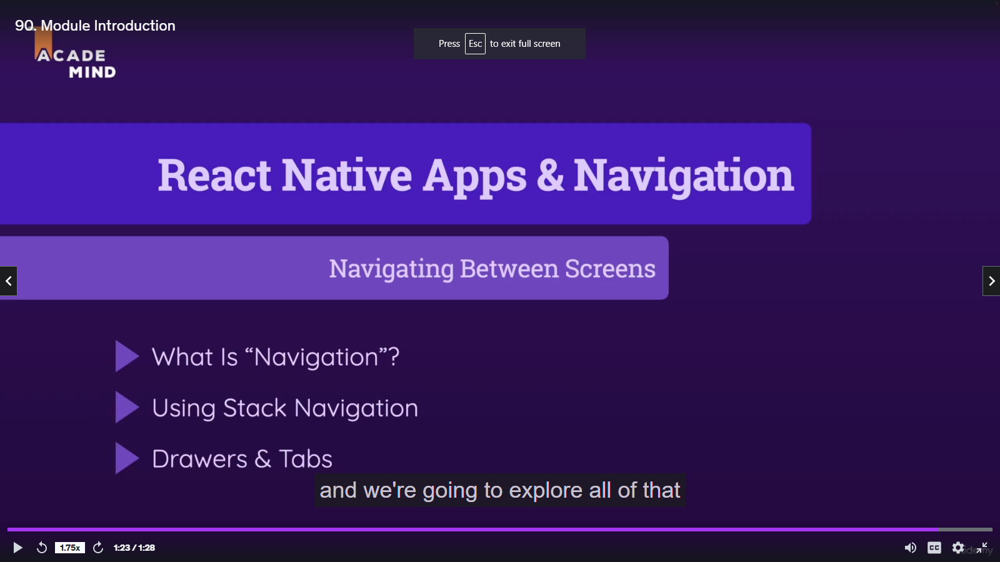 90. Module Introduction
ACADE
MIND
Press Esc to exit full screen
React Native Apps & Navigation
Navigating Between Screens
What Is “Navigation”?
Using Stack Navigation
Drawers & Tabs
and we're going to explore all of that
1.75x
1:23 / 1:28
CC
udemy